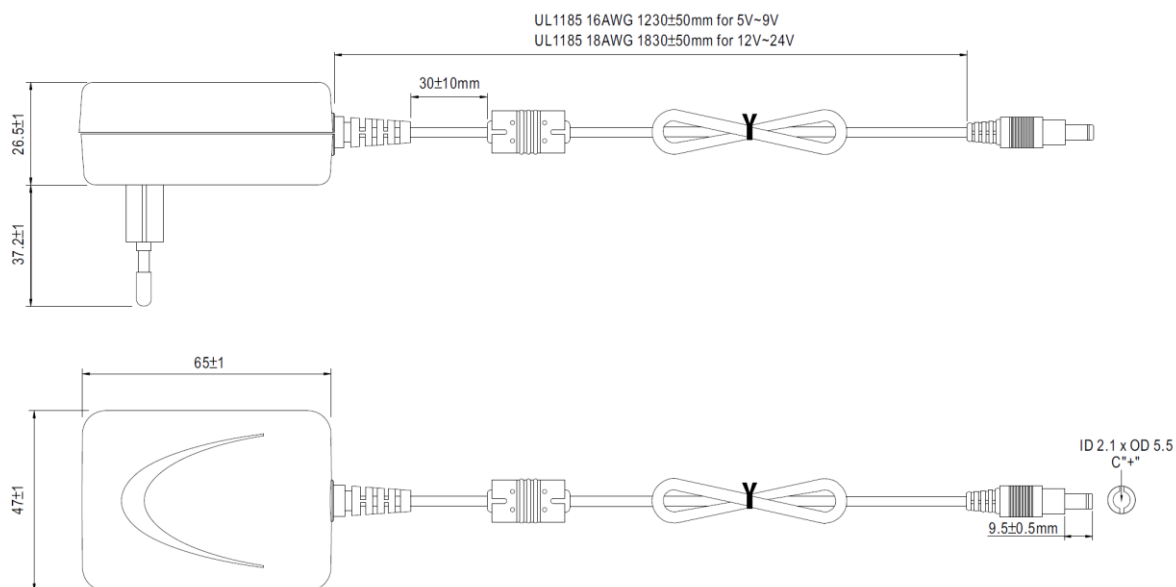 UL1185 16AWG 1230±50mm for 5V~9V
UL1185 18AWG 1830±50mm for 12V~24V
30±10mm
26.5±1
37.2±1
65±1
47±1
ID 2.1 x OD 5.5
C"+"
9.5±0.5mm